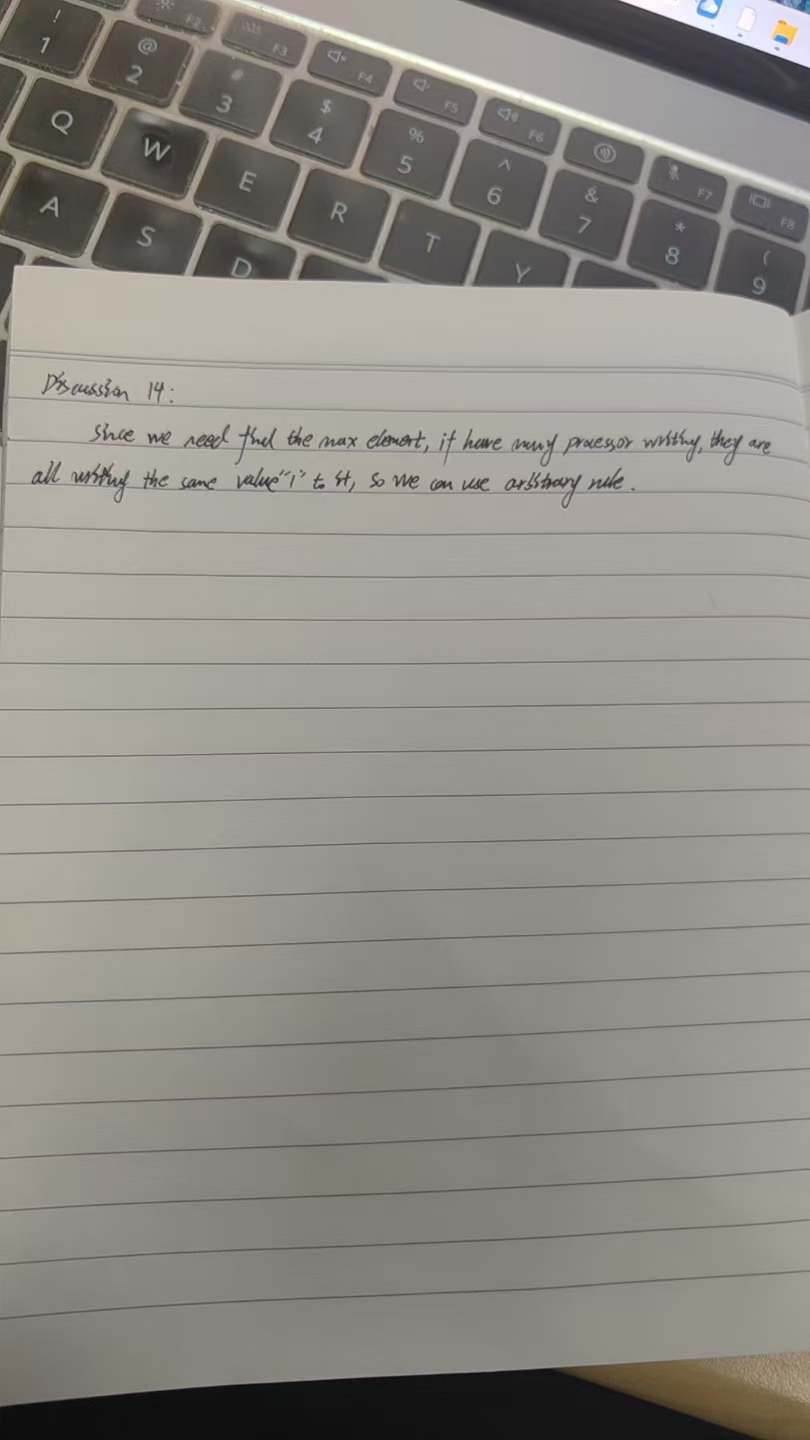 ! 1
@ 2
# 3
$ 4
% 5
^ 6
& 7
* 8
( 9
F2
F3
F4
F5
F6
F7
F8
Q W E R T Y
A S D
Discussion 14:
Since we need find the max element, if have many processor writing, they are
all writing the same value "1" to it, so we can use arbitrary rule.